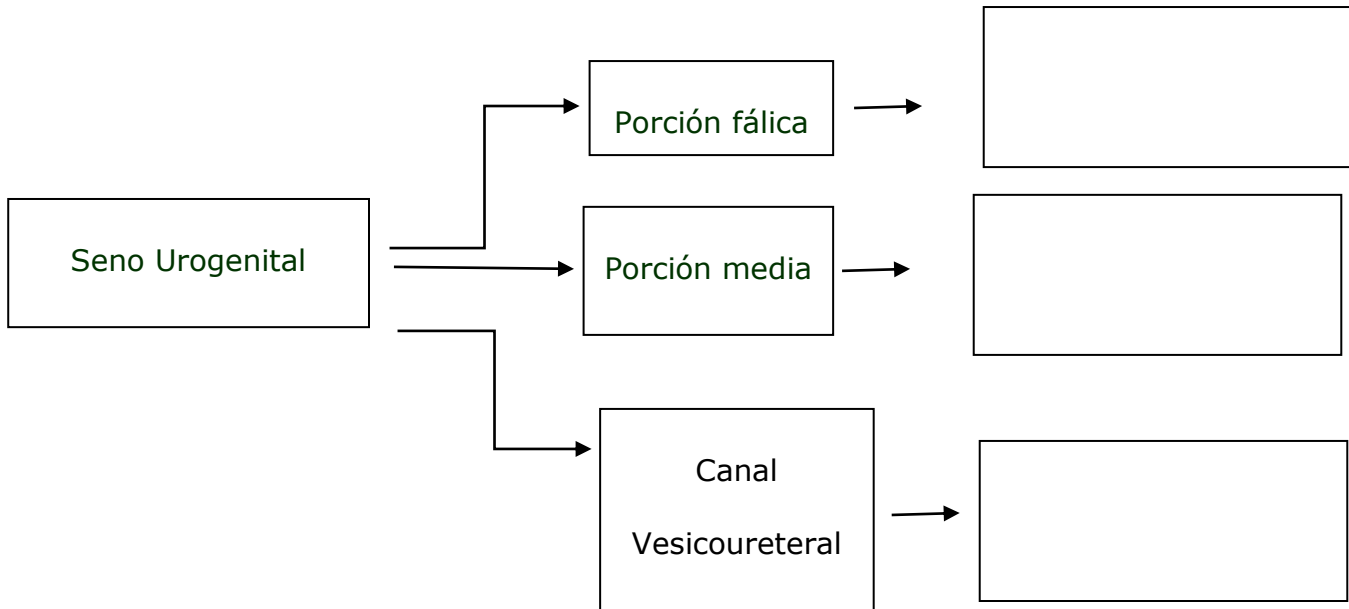 Porción fálica
Seno Urogenital
Porción media
Canal
Vesicoureteral